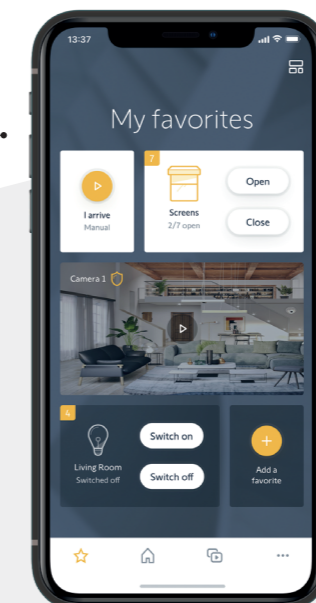 13:37
My favorites
7
I arrive
Manual
Screens
2/7 open
Open
Close
Camera 1
4
Living Room
Switched off
Switch on
Switch off
Add a
favorite